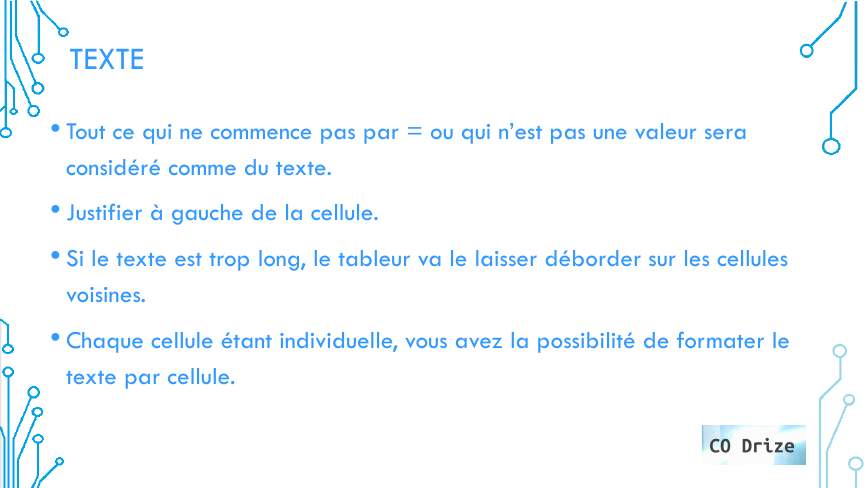 TEXTE
• Tout ce qui ne commence pas par = ou qui n’est pas une valeur sera
considéré comme du texte.
• Justifier à gauche de la cellule.
• Si le texte est trop long, le tableur va le laisser déborder sur les cellules
voisines.
• Chaque cellule étant individuelle, vous avez la possibilité de formater le
texte par cellule.
CO Drize